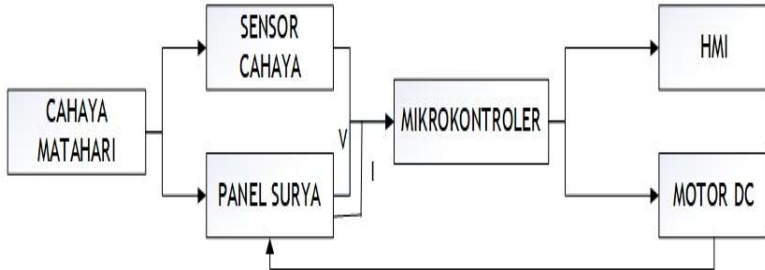 SENSOR
CAHAYA
HMI
CAHAYA
MATAHARI
MIKROKONTROLER
V
I
PANEL SURYA
MOTOR DC